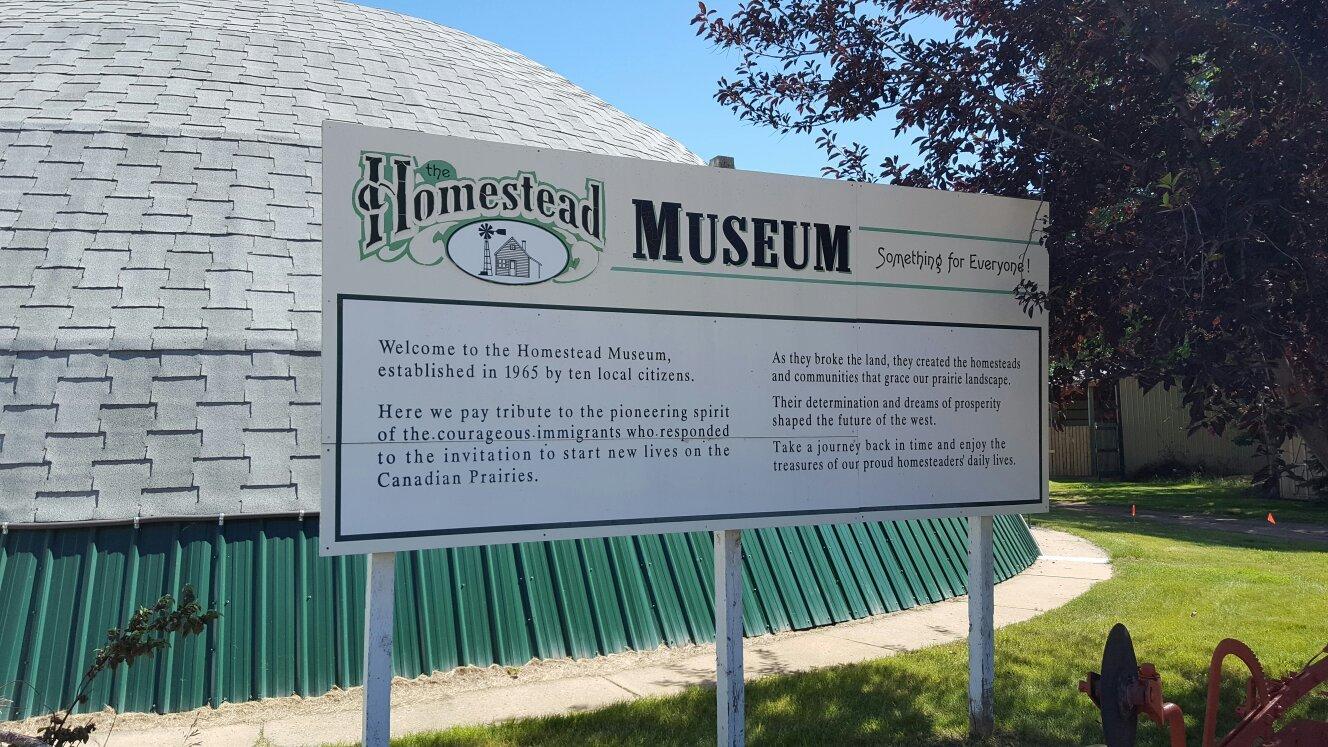 the
Homestead
MUSEUM
Something for Everyone!
Welcome to the Homestead Museum,
established in 1965 by ten local citizens.
Here we pay tribute to the pioneering spirit
of the courageous immigrants who responded
to the invitation to start new lives on the
Canadian Prairies.
As they broke the land, they created the homesteads
and communities that grace our prairie landscape.
Their determination and dreams of prosperity
shaped the future of the west.
Take a journey back in time and enjoy the
treasures of our proud homesteaders' daily lives.